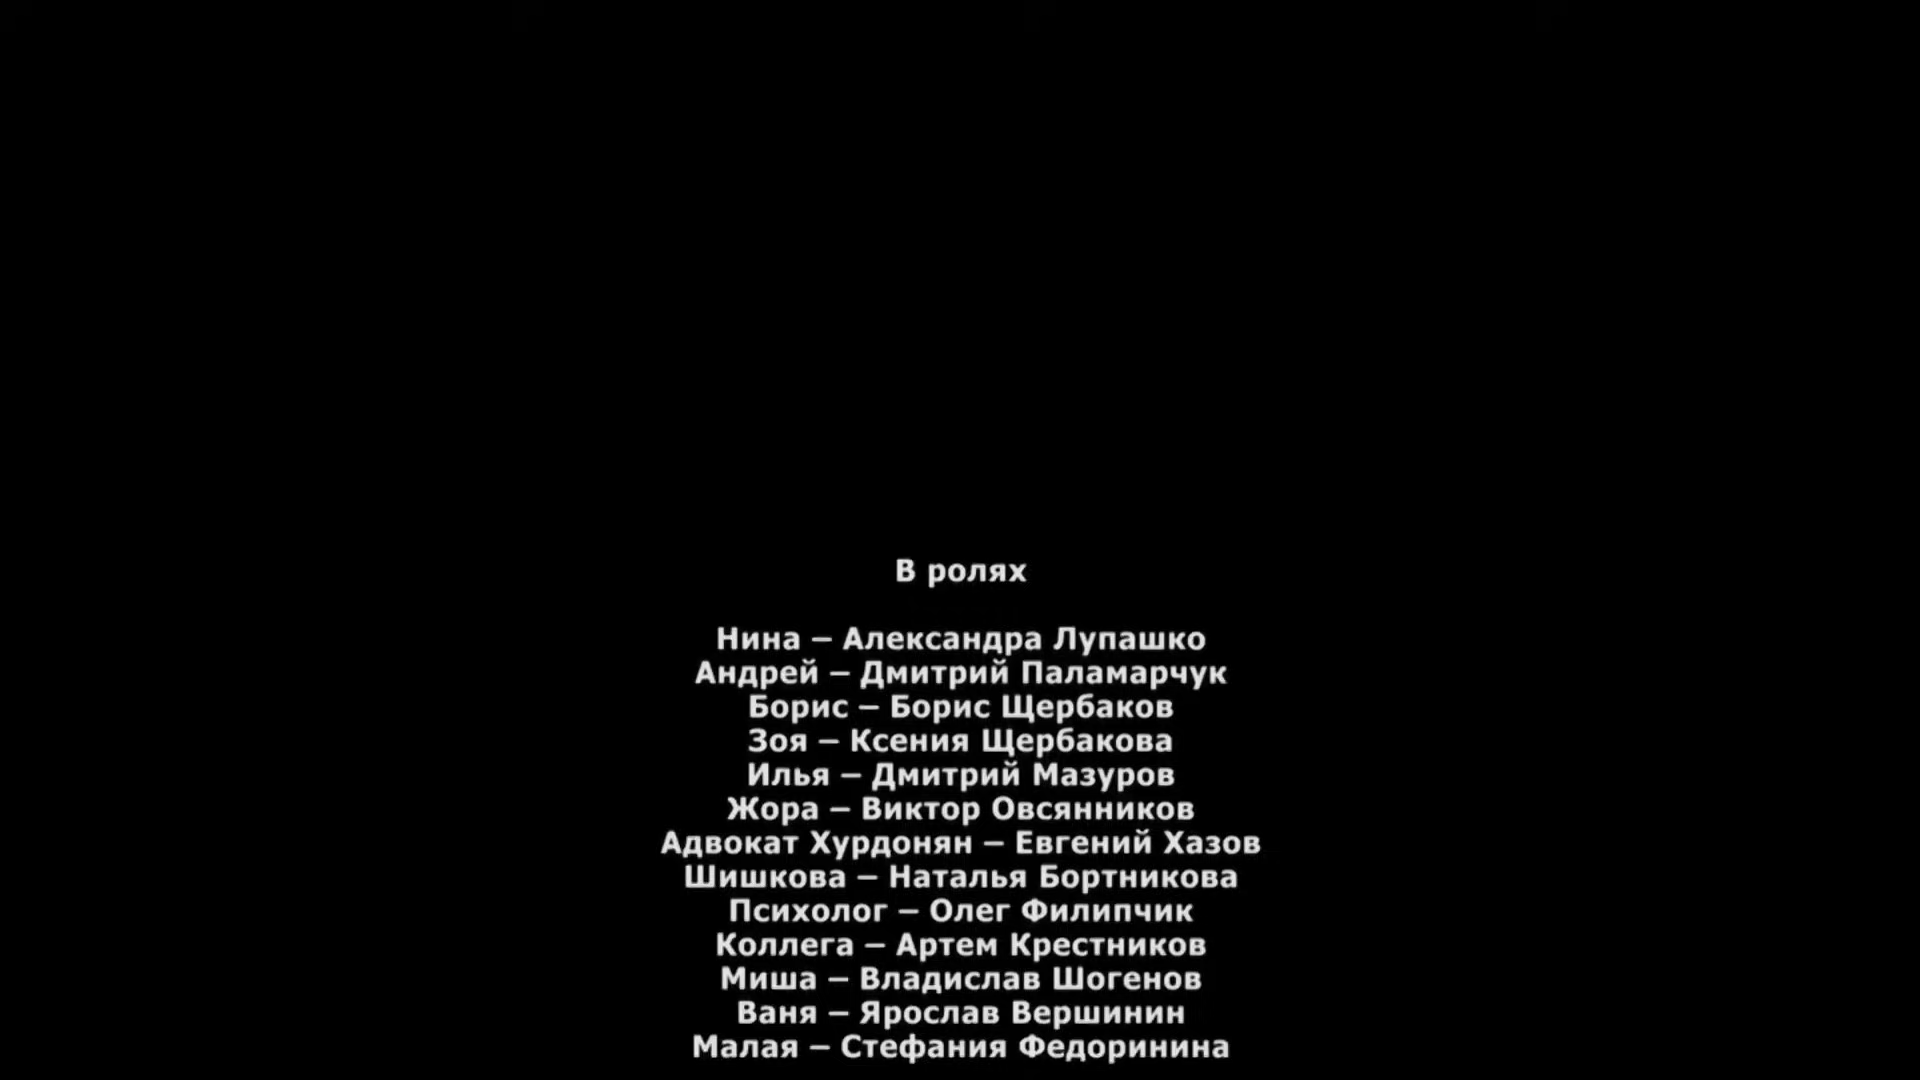 В ролях
Нина – Александра Лупашко
Андрей – Дмитрий Паламарчук
Борис – Борис Щербаков
Зоя – Ксения Щербакова
Илья – Дмитрий Мазуров
Жора – Виктор Овсянников
Адвокат Хурдонян – Евгений Хазов
Шишкова – Наталья Бортникова
Психолог – Олег Филипчик
Коллега – Артем Крестников
Миша – Владислав Шогенов
Ваня – Ярослав Вершинин
Малая – Стефания Федоринина